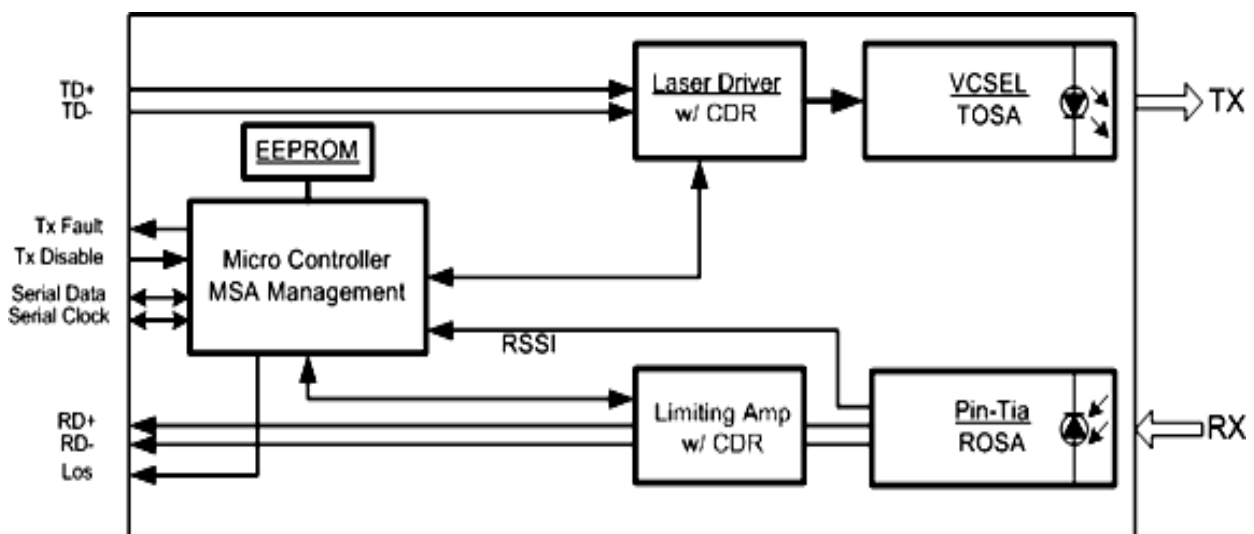 TD+
TD-
Laser Driver
w/ CDR
VCSEL
TOSA
TX
EEPROM
Tx Fault
Tx Disable
Serial Data
Serial Clock
Micro Controller
MSA Management
RSSI
RD+
RD-
Los
Limiting Amp
w/ CDR
Pin-Tia
ROSA
RX